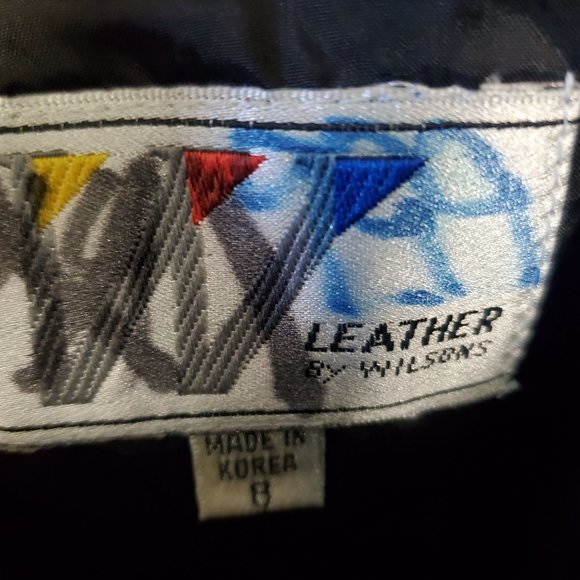 LEATHER
BY WILSONS
MADE IN
KOREA
8